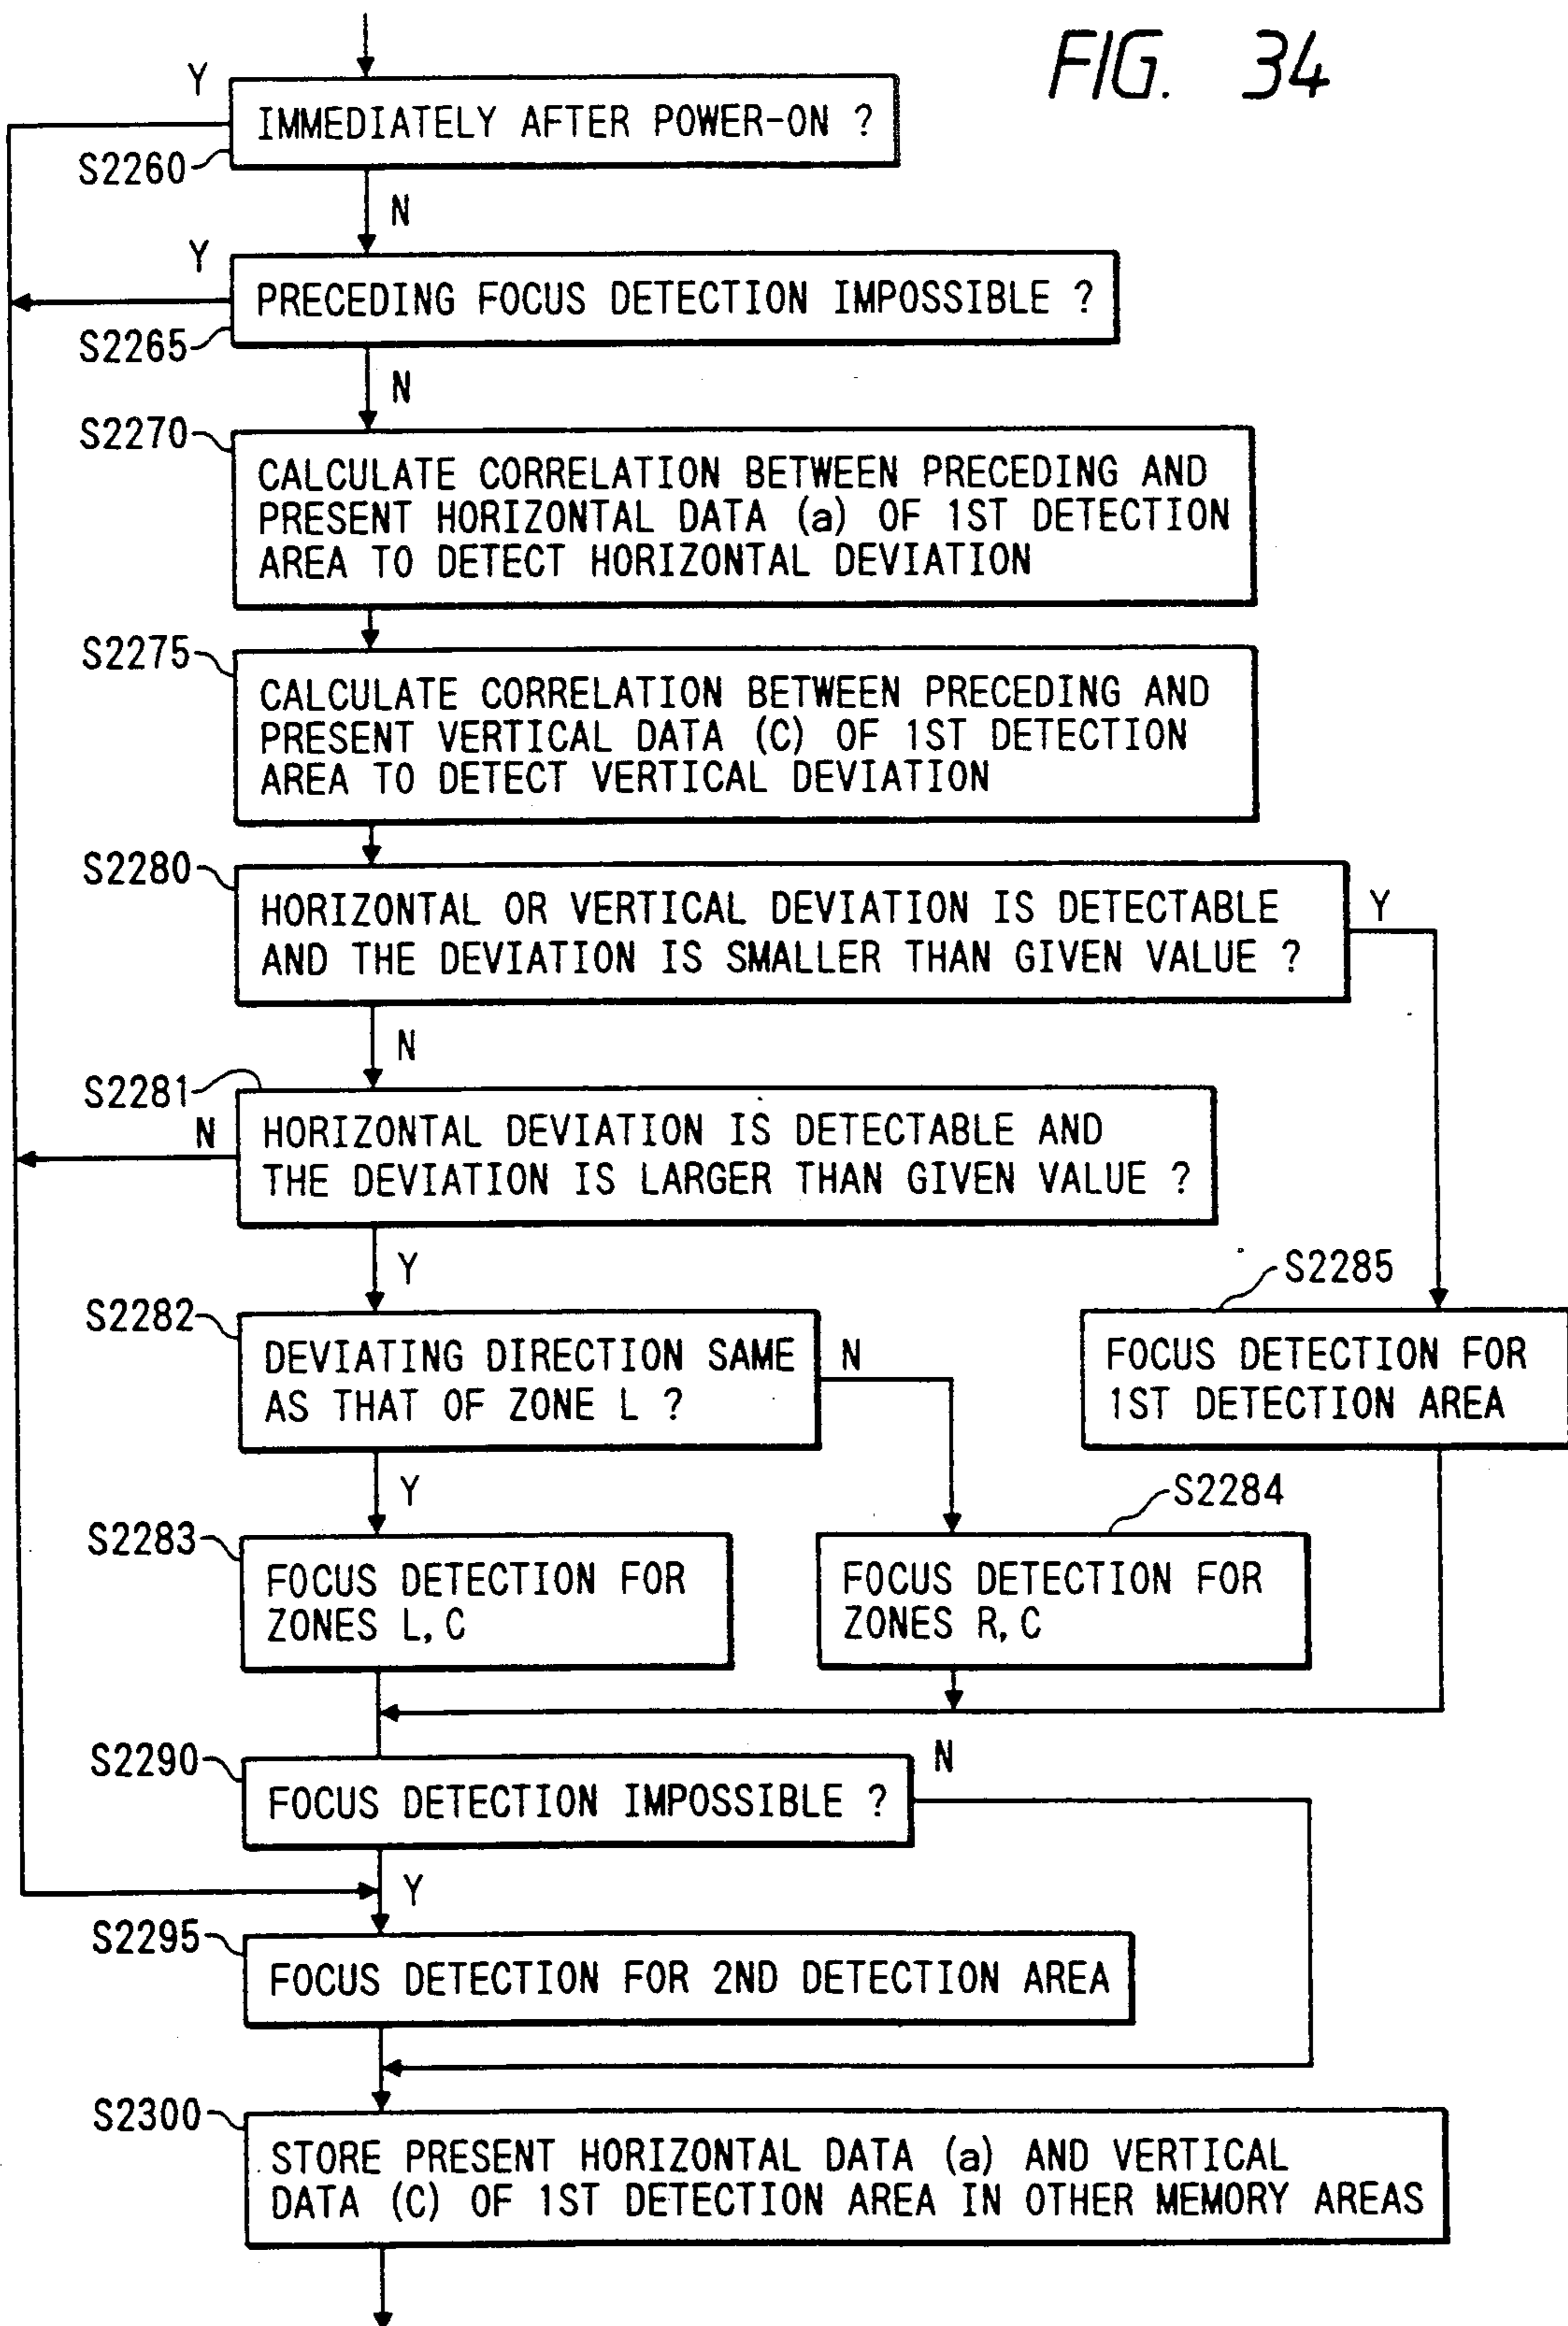 FIG. 34
Y
IMMEDIATELY AFTER POWER-ON ?
S2260
N
Y
PRECEDING FOCUS DETECTION IMPOSSIBLE ?
S2265
N
S2270
CALCULATE CORRELATION BETWEEN PRECEDING AND
PRESENT HORIZONTAL DATA (a) OF 1ST DETECTION
AREA TO DETECT HORIZONTAL DEVIATION
S2275
CALCULATE CORRELATION BETWEEN PRECEDING AND
PRESENT VERTICAL DATA (C) OF 1ST DETECTION
AREA TO DETECT VERTICAL DEVIATION
S2280
HORIZONTAL OR VERTICAL DEVIATION IS DETECTABLE
AND THE DEVIATION IS SMALLER THAN GIVEN VALUE ?
Y
N
S2281
N
HORIZONTAL DEVIATION IS DETECTABLE AND
THE DEVIATION IS LARGER THAN GIVEN VALUE ?
Y
S2285
S2282
DEVIATING DIRECTION SAME
AS THAT OF ZONE L ?
N
FOCUS DETECTION FOR
1ST DETECTION AREA
Y
S2284
S2283
FOCUS DETECTION FOR
ZONES L, C
FOCUS DETECTION FOR
ZONES R, C
S2290
N
FOCUS DETECTION IMPOSSIBLE ?
Y
S2295
FOCUS DETECTION FOR 2ND DETECTION AREA
S2300
STORE PRESENT HORIZONTAL DATA (a) AND VERTICAL
DATA (C) OF 1ST DETECTION AREA IN OTHER MEMORY AREAS